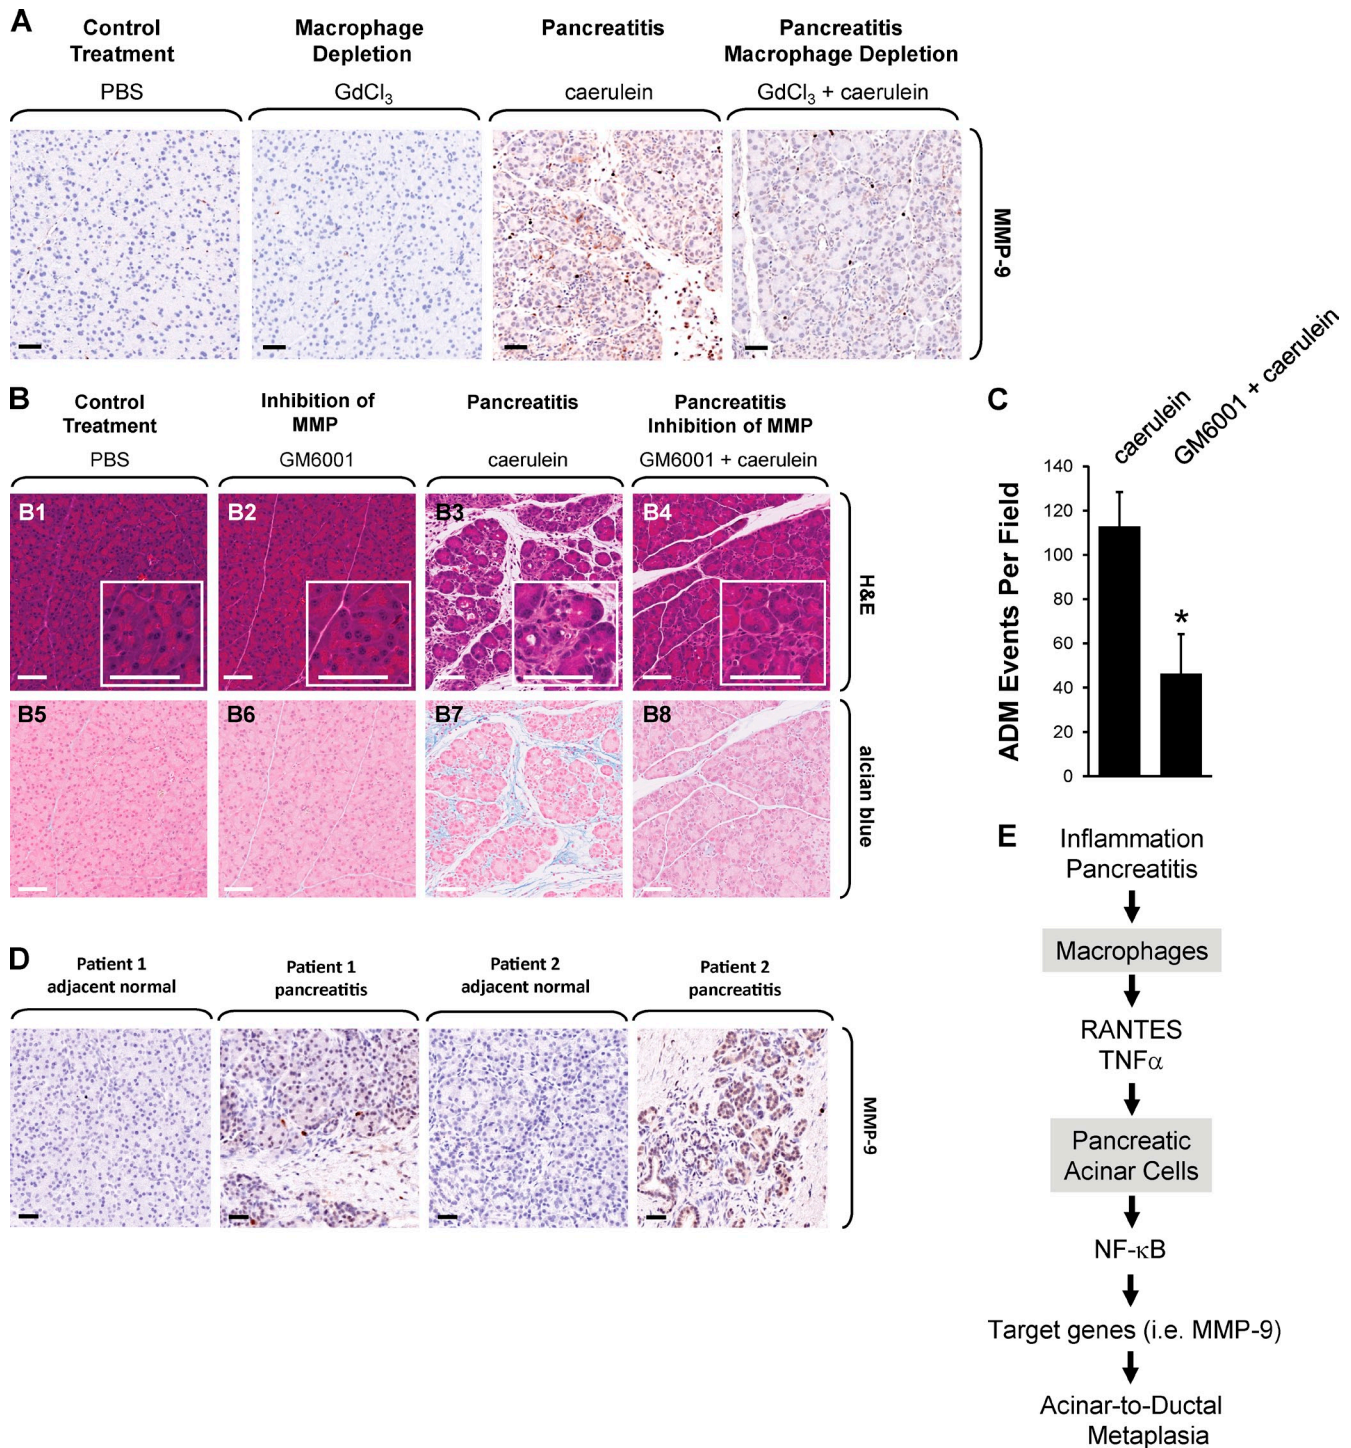 A
Control
Treatment
PBS
Macrophage
Depletion
GdCl₃
Pancreatitis
caerulein
Pancreatitis
Macrophage Depletion
GdCl₃ + caerulein
MMP-9
B
Control
Treatment
PBS
Inhibition of
MMP
GM6001
Pancreatitis
caerulein
Pancreatitis
Inhibition of MMP
GM6001 + caerulein
B1
B2
B3
B4
H&E
B5
B6
B7
B8
alcian blue
C
caerulein
GM6001 + caerulein
ADM Events Per Field
140
120
100
80
60
40
20
0
*
D
Patient 1
adjacent normal
Patient 1
pancreatitis
Patient 2
adjacent normal
Patient 2
pancreatitis
MMP-9
E
Inflammation
Pancreatitis
Macrophages
RANTES
TNFα
Pancreatic
Acinar Cells
NF-κB
Target genes (i.e. MMP-9)
Acinar-to-Ductal
Metaplasia